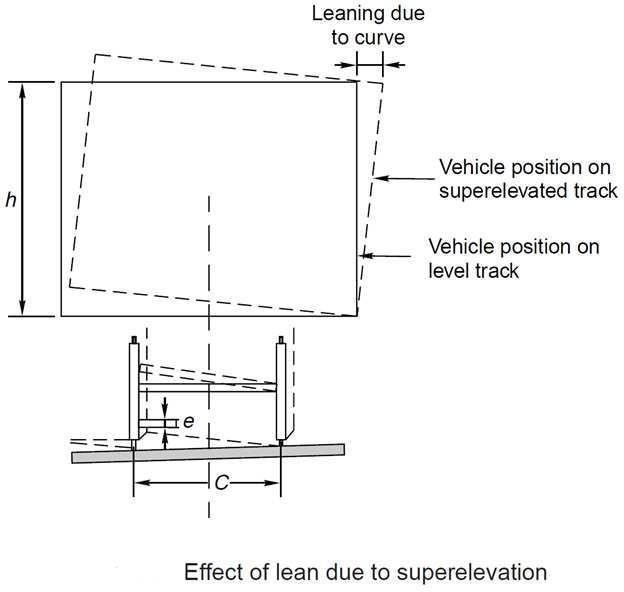 Leaning due
to curve
h
Vehicle position on
superelevated track
Vehicle position on
level track
e
C
Effect of lean due to superelevation